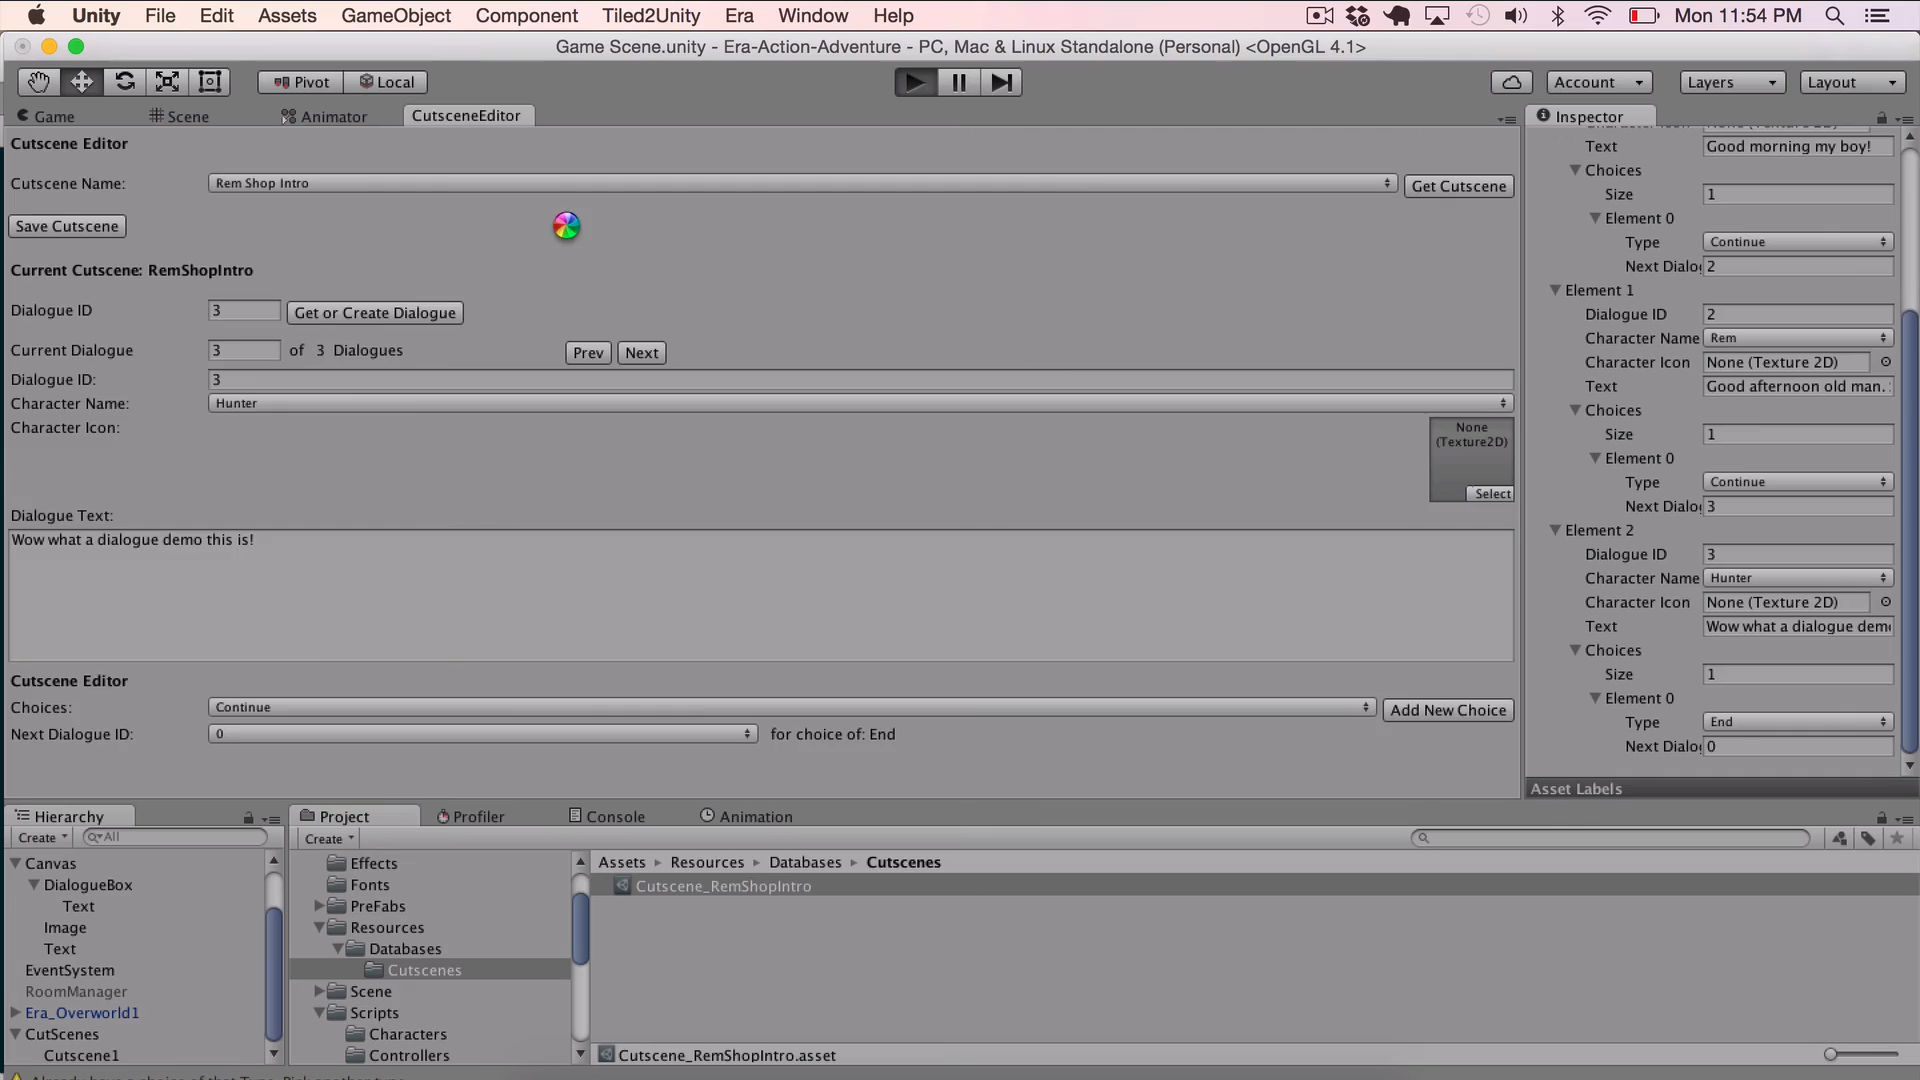 Unity File Edit Assets GameObject Component Tiled2Unity Era Window Help Mon 11:54 PM
Game Scene.unity - Era-Action-Adventure - PC, Mac & Linux Standalone (Personal) <OpenGL 4.1>
Pivot Local Account Layers Layout
Game Scene Animator CutsceneEditor
Cutscene Editor
Cutscene Name: Rem Shop Intro Get Cutscene
Save Cutscene
Current Cutscene: RemShopIntro
Dialogue ID 3 Get or Create Dialogue
Current Dialogue 3 of 3 Dialogues Prev Next
Dialogue ID: 3
Character Name: Hunter
Character Icon: None (Texture2D) Select
Dialogue Text:
Wow what a dialogue demo this is!
Cutscene Editor
Choices: Continue Add New Choice
Next Dialogue ID: 0 for choice of: End
Inspector
Text Good morning my boy!
Choices
Size 1
Element 0
Type Continue
Next Dialo 2
Element 1
Dialogue ID 2
Character Name Rem
Character Icon None (Texture 2D)
Text Good afternoon old man.
Choices
Size 1
Element 0
Type Continue
Next Dialo 3
Element 2
Dialogue ID 3
Character Name Hunter
Character Icon None (Texture 2D)
Text Wow what a dialogue dem
Choices
Size 1
Element 0
Type End
Next Dialo 0
Asset Labels
Hierarchy
Create All
Canvas
DialogueBox
Text
Image
Text
EventSystem
RoomManager
Era_Overworld1
CutScenes
Cutscene1
Project Profiler Console Animation
Create
Effects
Fonts
PreFabs
Resources
Databases
Cutscenes
Scene
Scripts
Characters
Controllers
Assets Resources Databases Cutscenes
Cutscene_RemShopIntro
Cutscene_RemShopIntro.asset